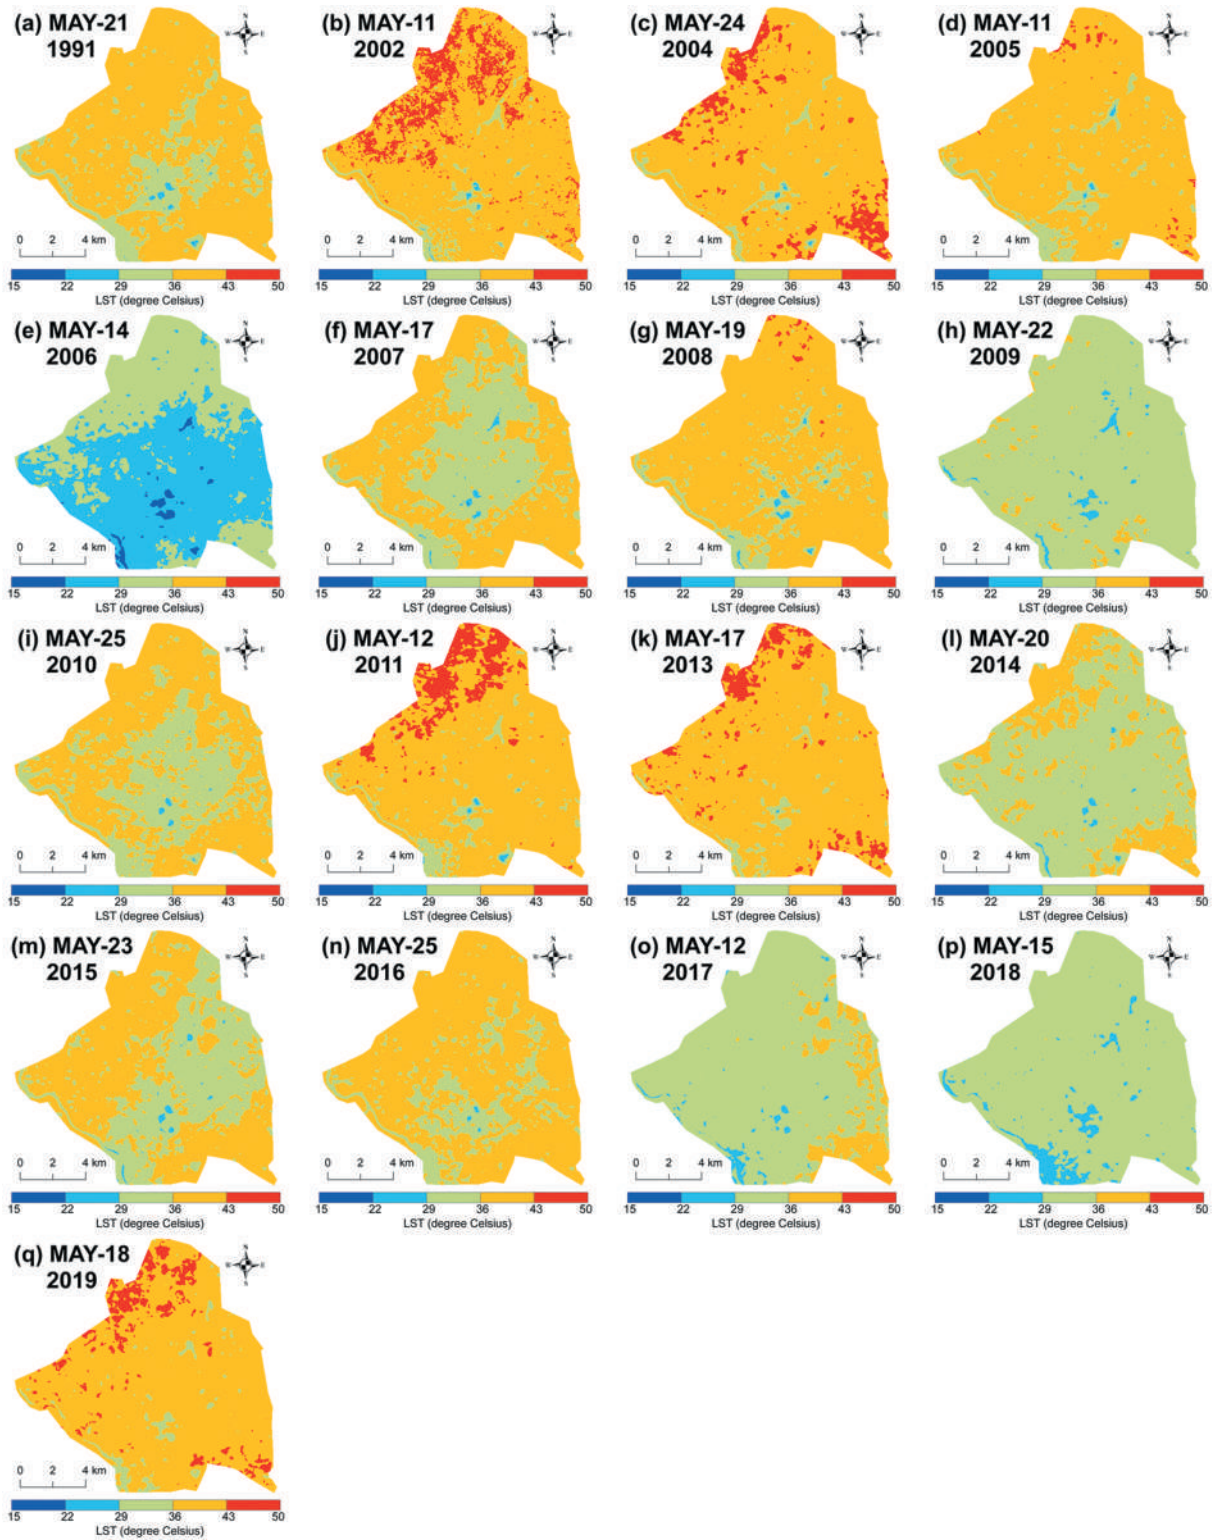 (a) MAY-21 1991
N
W E
S
0 2 4 km
15 22 29 36 43 50
LST (degree Celsius)
(b) MAY-11 2002
N
W E
S
0 2 4 km
15 22 29 36 43 50
LST (degree Celsius)
(c) MAY-24 2004
N
W E
S
0 2 4 km
15 22 29 36 43 50
LST (degree Celsius)
(d) MAY-11 2005
N
W E
S
0 2 4 km
15 22 29 36 43 50
LST (degree Celsius)
(e) MAY-14 2006
N
W E
S
0 2 4 km
15 22 29 36 43 50
LST (degree Celsius)
(f) MAY-17 2007
N
W E
S
0 2 4 km
15 22 29 36 43 50
LST (degree Celsius)
(g) MAY-19 2008
N
W E
S
0 2 4 km
15 22 29 36 43 50
LST (degree Celsius)
(h) MAY-22 2009
N
W E
S
0 2 4 km
15 22 29 36 43 50
LST (degree Celsius)
(i) MAY-25 2010
N
W E
S
0 2 4 km
15 22 29 36 43 50
LST (degree Celsius)
(j) MAY-12 2011
N
W E
S
0 2 4 km
15 22 29 36 43 50
LST (degree Celsius)
(k) MAY-17 2013
N
W E
S
0 2 4 km
15 22 29 36 43 50
LST (degree Celsius)
(l) MAY-20 2014
N
W E
S
0 2 4 km
15 22 29 36 43 50
LST (degree Celsius)
(m) MAY-23 2015
N
W E
S
0 2 4 km
15 22 29 36 43 50
LST (degree Celsius)
(n) MAY-25 2016
N
W E
S
0 2 4 km
15 22 29 36 43 50
LST (degree Celsius)
(o) MAY-12 2017
N
W E
S
0 2 4 km
15 22 29 36 43 50
LST (degree Celsius)
(p) MAY-15 2018
N
W E
S
0 2 4 km
15 22 29 36 43 50
LST (degree Celsius)
(q) MAY-18 2019
N
W E
S
0 2 4 km
15 22 29 36 43 50
LST (degree Celsius)